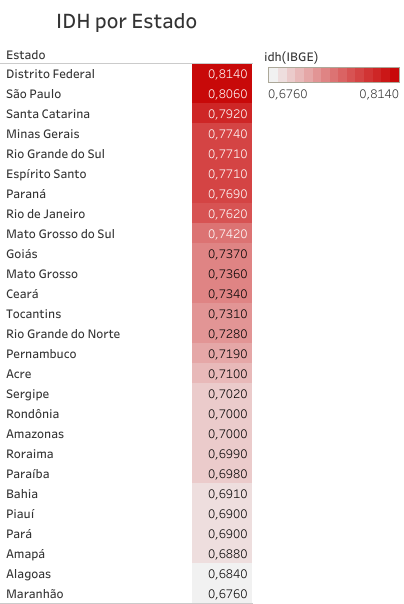 IDH por Estado
Estado
idh(IBGE)
0,6760 0,8140
Distrito Federal 0,8140
São Paulo 0,8060
Santa Catarina 0,7920
Minas Gerais 0,7740
Rio Grande do Sul 0,7710
Espírito Santo 0,7710
Paraná 0,7690
Rio de Janeiro 0,7620
Mato Grosso do Sul 0,7420
Goiás 0,7370
Mato Grosso 0,7360
Ceará 0,7340
Tocantins 0,7310
Rio Grande do Norte 0,7280
Pernambuco 0,7190
Acre 0,7100
Sergipe 0,7020
Rondônia 0,7000
Amazonas 0,7000
Roraima 0,6990
Paraíba 0,6980
Bahia 0,6910
Piauí 0,6900
Pará 0,6900
Amapá 0,6880
Alagoas 0,6840
Maranhão 0,6760